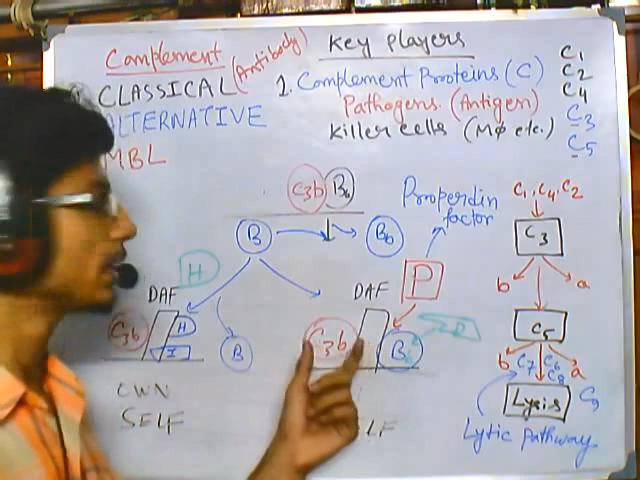 Complement (Antibody)
CLASSICAL
ALTERNATIVE
MBL
Key players
1. Complement Proteins (C)
Pathogens. (Antigen)
Killer cells (MΦ etc.)
C1
C2
C4
C3
C5
C3b Bb
B
Bb
Properdin factor
H
DAF
C3b
H
I
B
OWN
SELF
DAF
P
C3b
B
LF
C1, C4, C2
C3
b
a
C5
b
C7
C6
C8
a
Lysis
C9
Lytic pathway